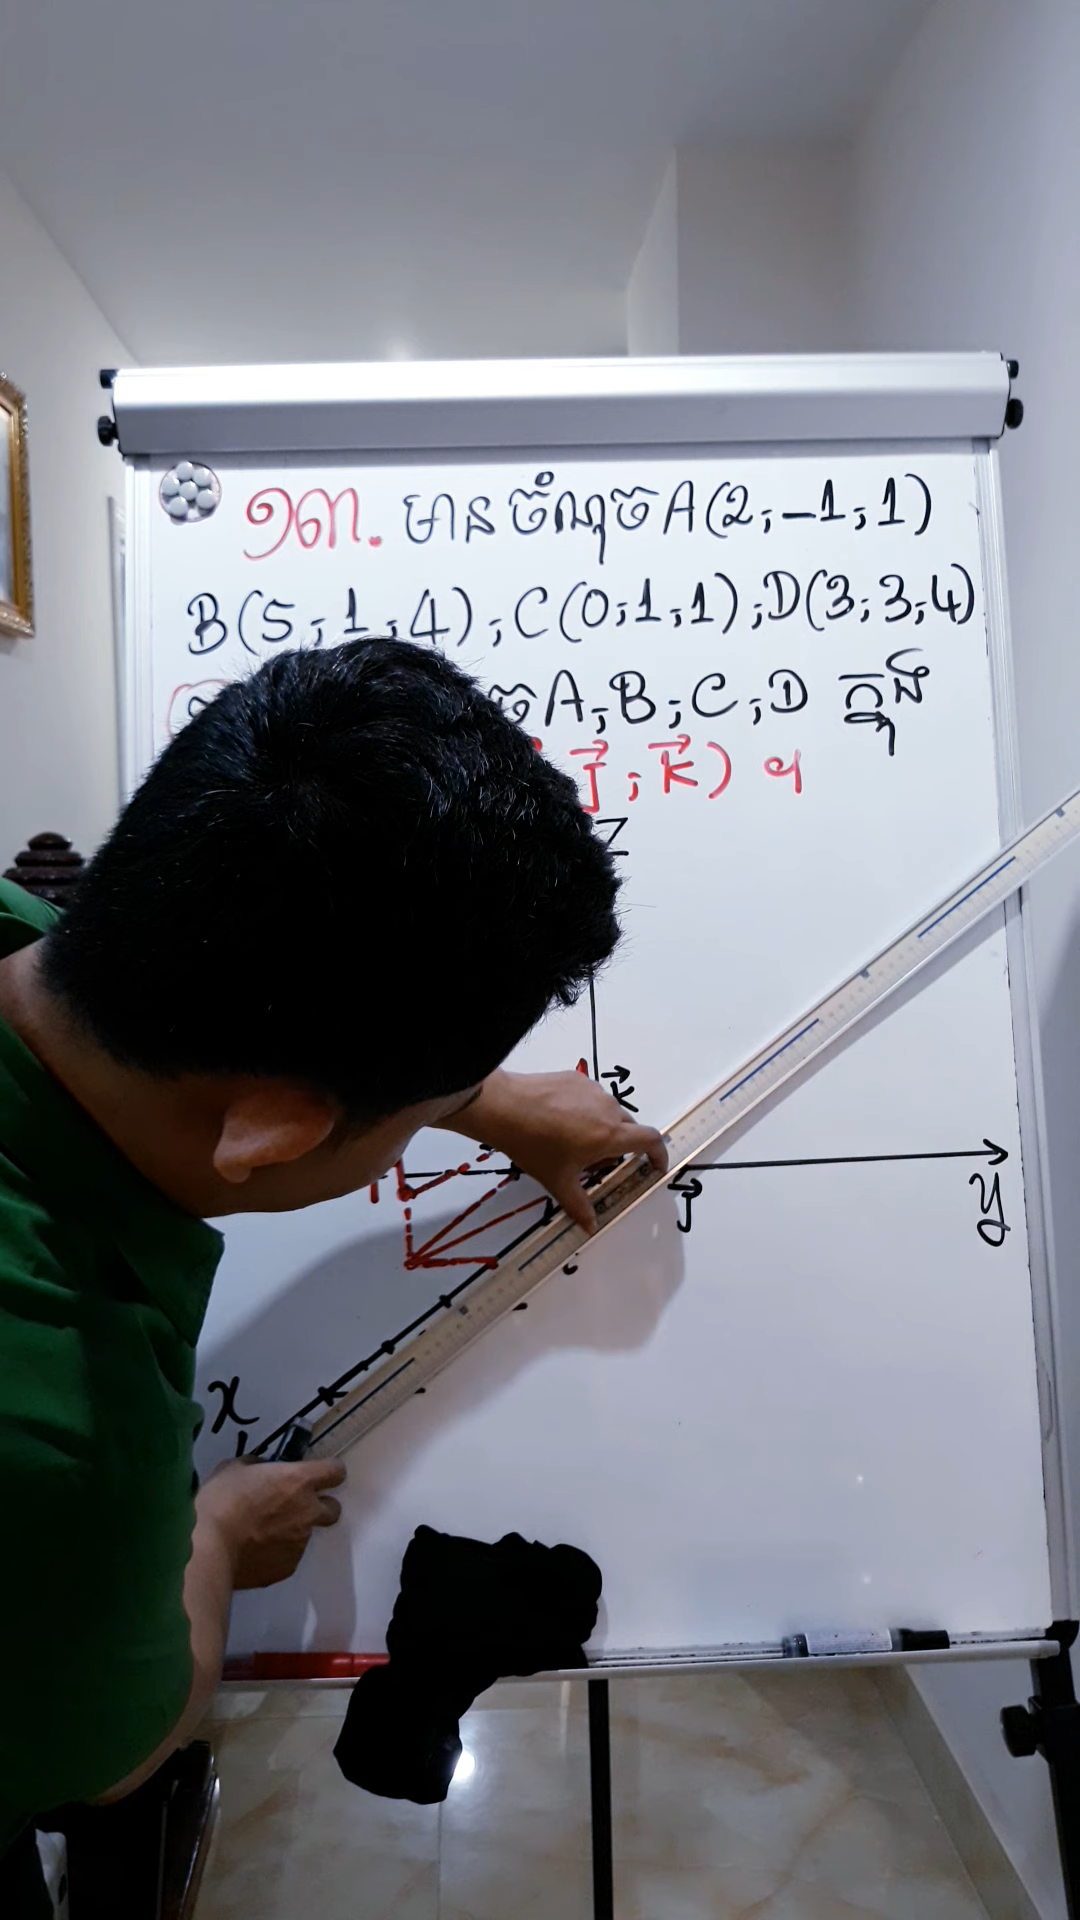 ១៣. មានចំណុច A(2;-1;1)
B(5;1;4);C(0;1;1);D(3;3;4)
ច A;B;C;D ក្នុង
j⃗;k⃗) ។
z
k⃗
j⃗
y
x